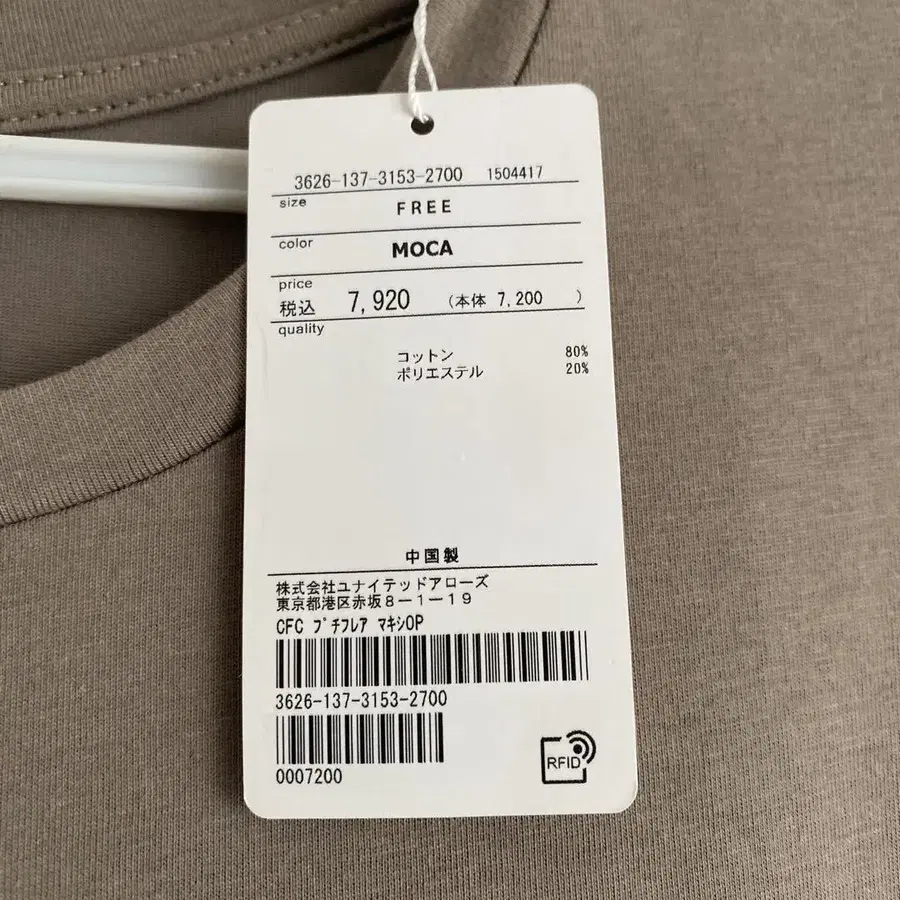 3626-137-3153-2700 1504417
size
FREE
color
MOCA
price
税込 7,920 (本体 7,200 )
quality
コットン 80%
ポリエステル 20%
中国製
株式会社ユナイテッドアローズ
東京都港区赤坂8-1-19
CFC ﾌﾟﾁﾌﾚｱ ﾏｷｼOP
3626-137-3153-2700
0007200
RFID